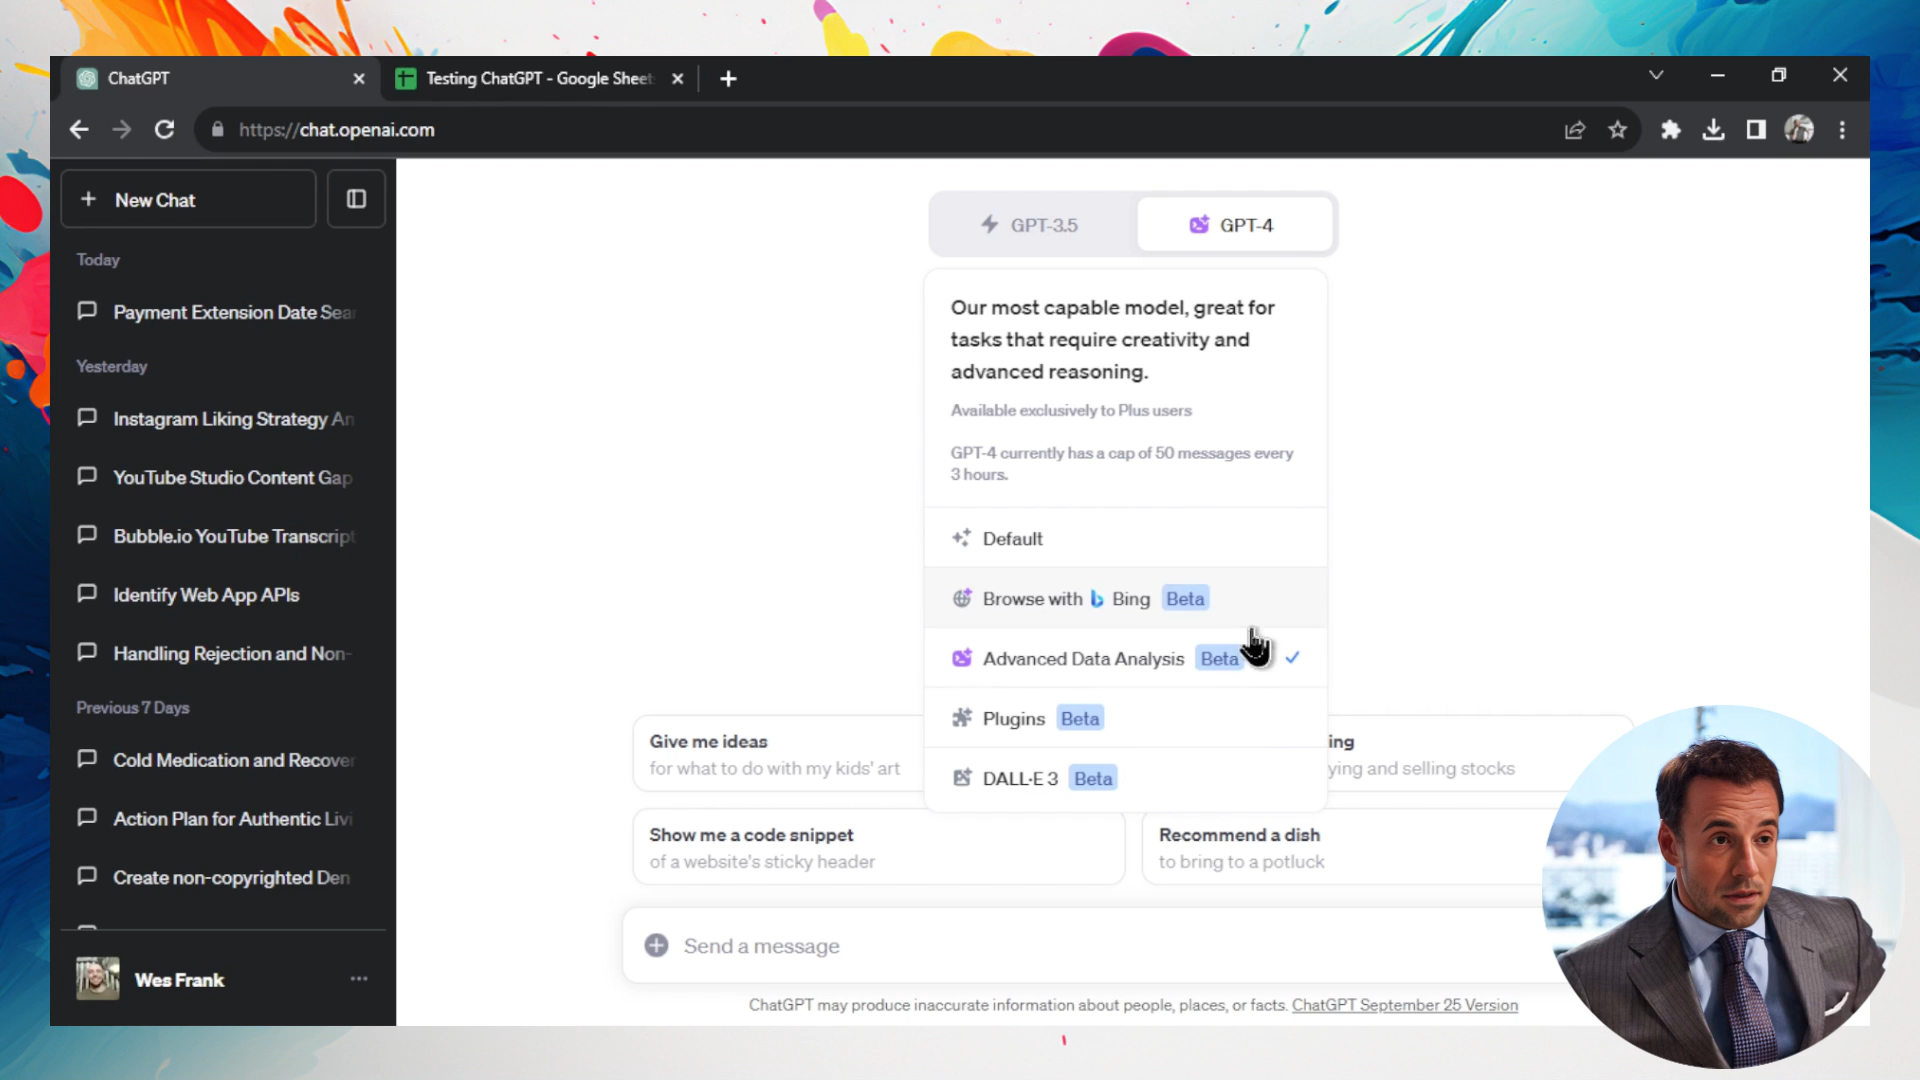 ChatGPT
Testing ChatGPT - Google Sheet
https://chat.openai.com
New Chat
Today
Payment Extension Date Sear
Yesterday
Instagram Liking Strategy An
YouTube Studio Content Gap
Bubble.io YouTube Transcript
Identify Web App APIs
Handling Rejection and Non-
Previous 7 Days
Cold Medication and Recover
Action Plan for Authentic Livi
Create non-copyrighted Den
Wes Frank
GPT-3.5
GPT-4
Our most capable model, great for
tasks that require creativity and
advanced reasoning.
Available exclusively to Plus users
GPT-4 currently has a cap of 50 messages every
3 hours.
Default
Browse with Bing Beta
Advanced Data Analysis Beta
Plugins Beta
DALL·E 3 Beta
Give me ideas
for what to do with my kids' art
ing
ying and selling stocks
Show me a code snippet
of a website's sticky header
Recommend a dish
to bring to a potluck
Send a message
ChatGPT may produce inaccurate information about people, places, or facts. ChatGPT September 25 Version